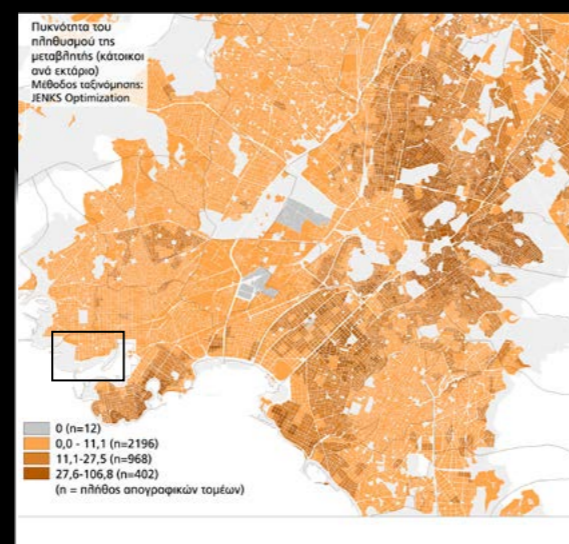 Πυκνότητα του
πληθυσμού της
μεταβλητής (κάτοικοι
ανά εκτάριο)
Μέθοδος ταξινόμησης:
JENKS Optimization
0 (n=12)
0,0 - 11,1 (n=2196)
11,1-27,5 (n=968)
27,6-106,8 (n=402)
(n = πλήθος απογραφικών τομέων)